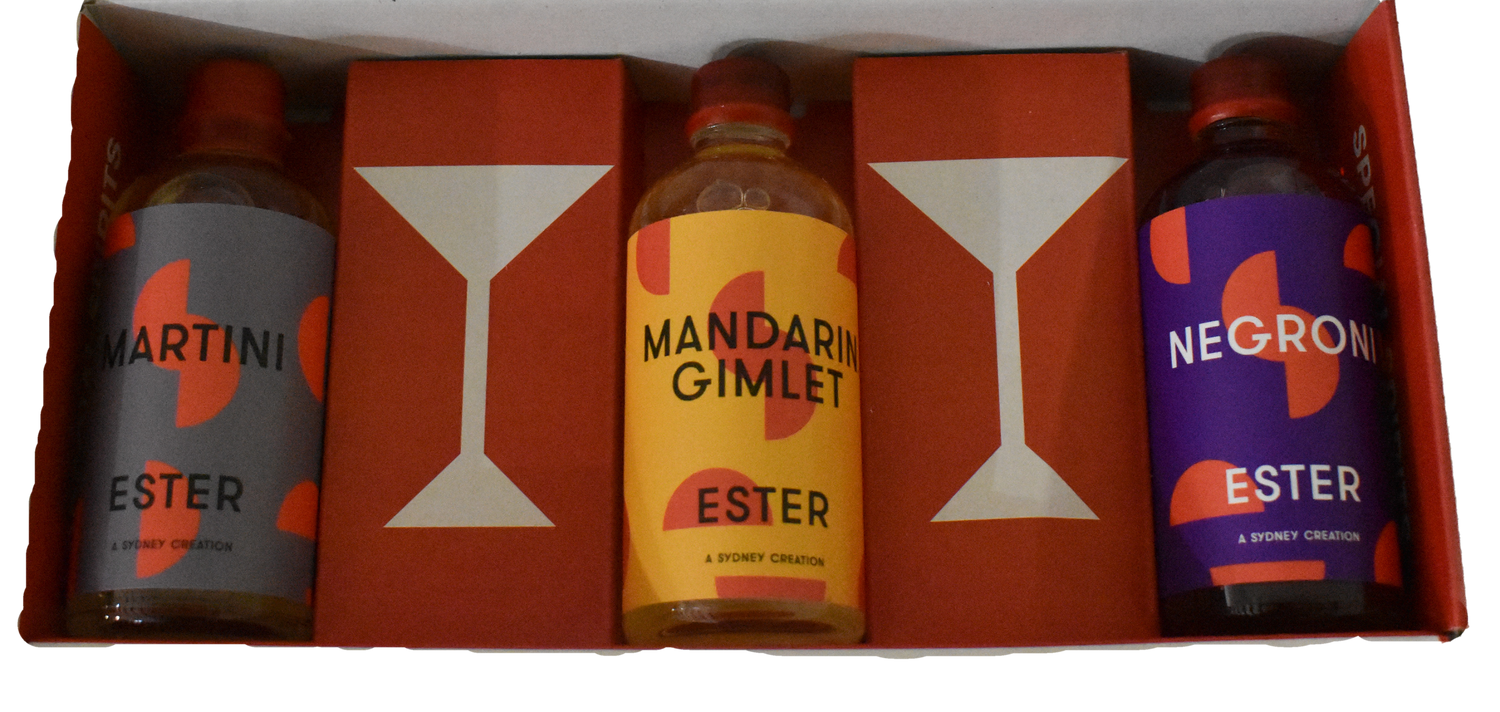 MARTINI
ESTER
A SYDNEY CREATION
MANDARIN
GIMLET
ESTER
A SYDNEY CREATION
NEGRONI
ESTER
A SYDNEY CREATION